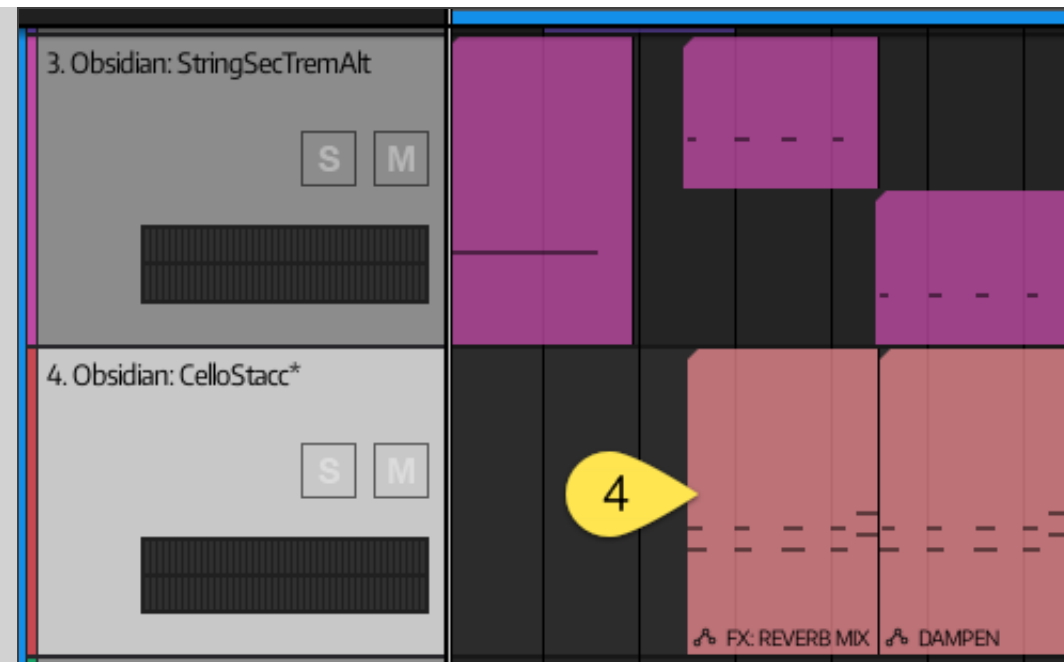 3. Obsidian: StringSecTremAlt
S M
4. Obsidian: CelloStacc*
S M
4
FX: REVERB MIX DAMPEN